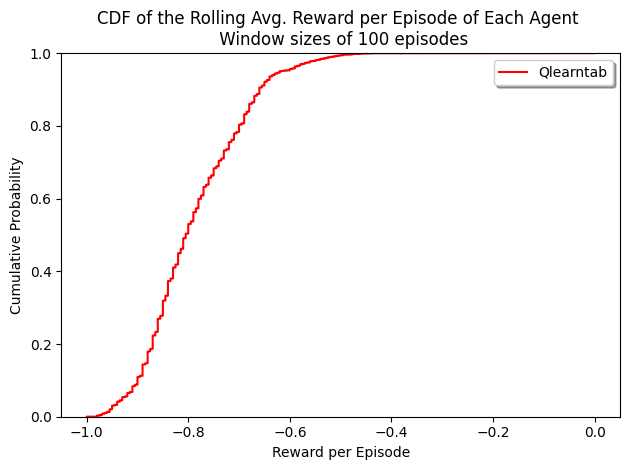 CDF of the Rolling Avg. Reward per Episode of Each Agent
Window sizes of 100 episodes
Qlearntab
Cumulative Probability
1.0
0.8
0.6
0.4
0.2
0.0
−1.0 −0.8 −0.6 −0.4 −0.2 0.0
Reward per Episode